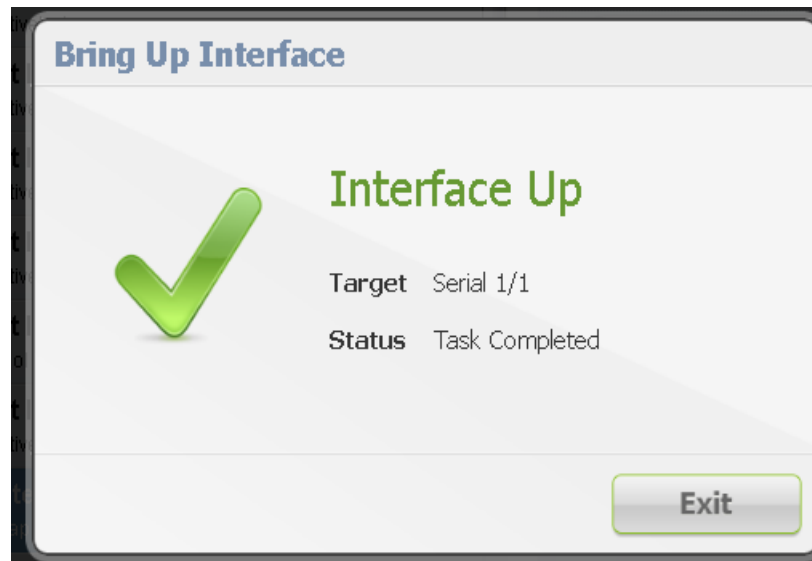 Bring Up Interface
Interface Up
Target Serial 1/1
Status Task Completed
Exit